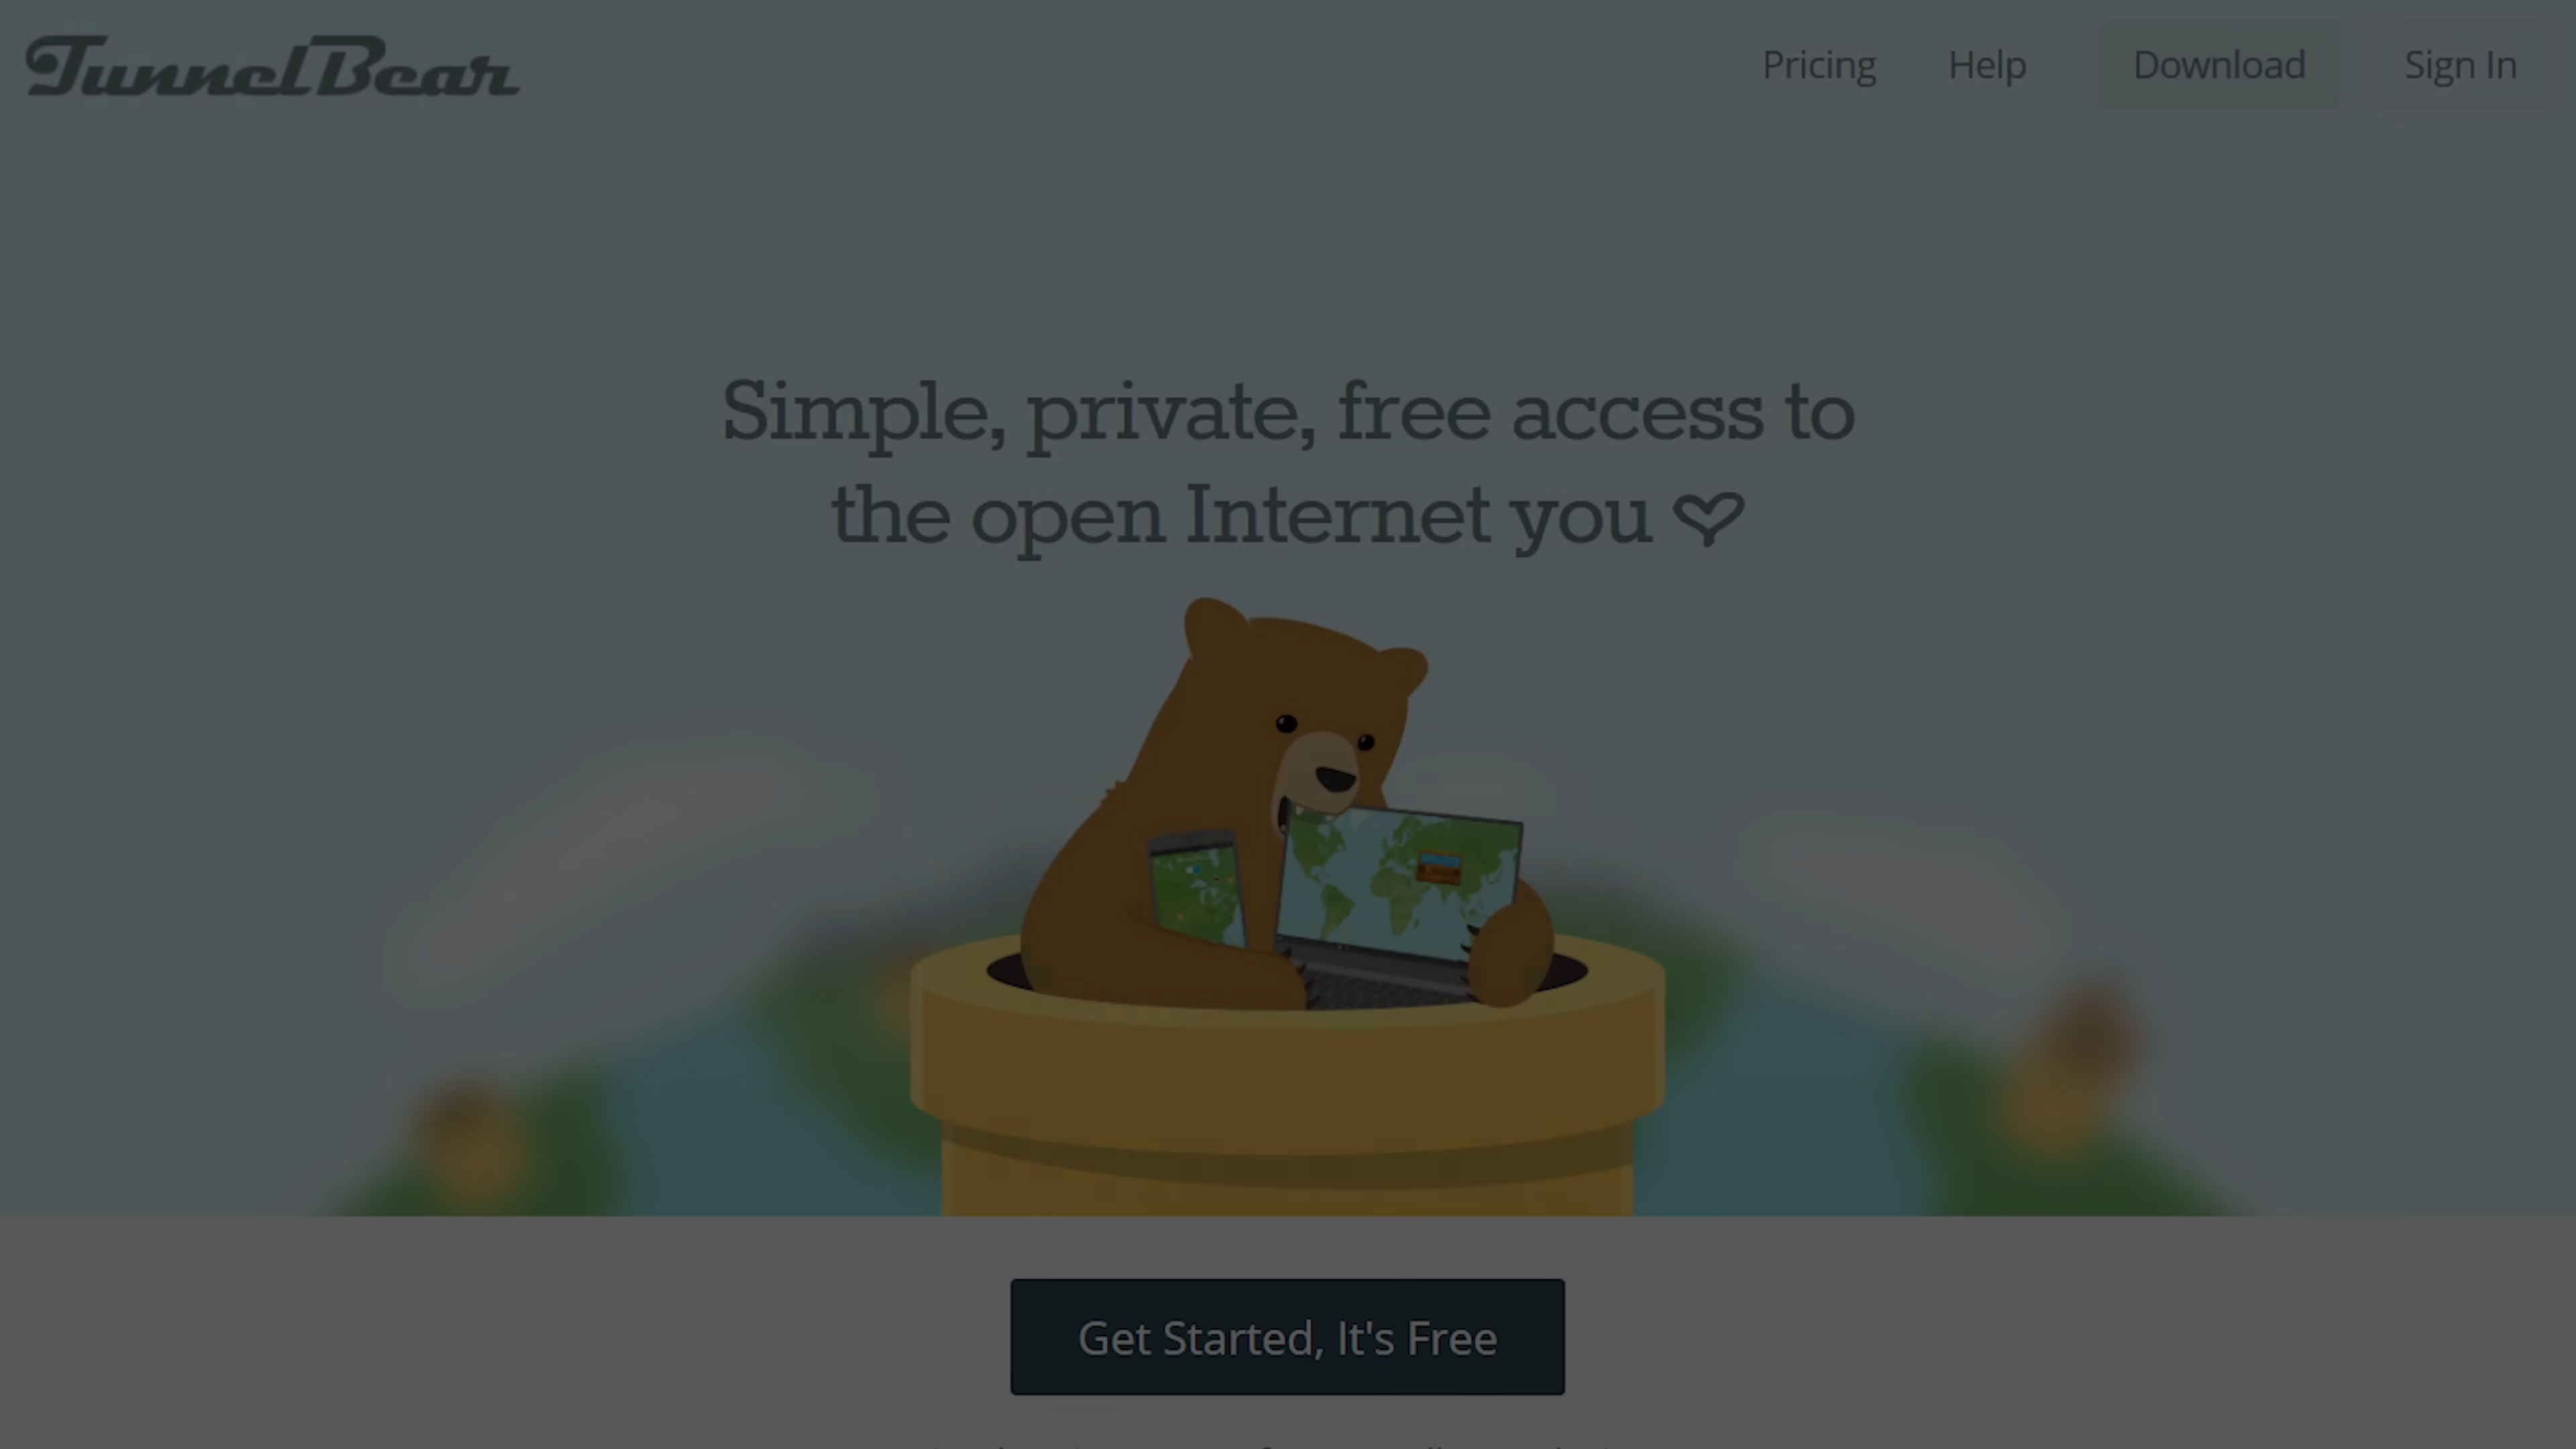 TunnelBear
Pricing Help Download Sign In
Simple, private, free access to
the open Internet you
Get Started, It's Free